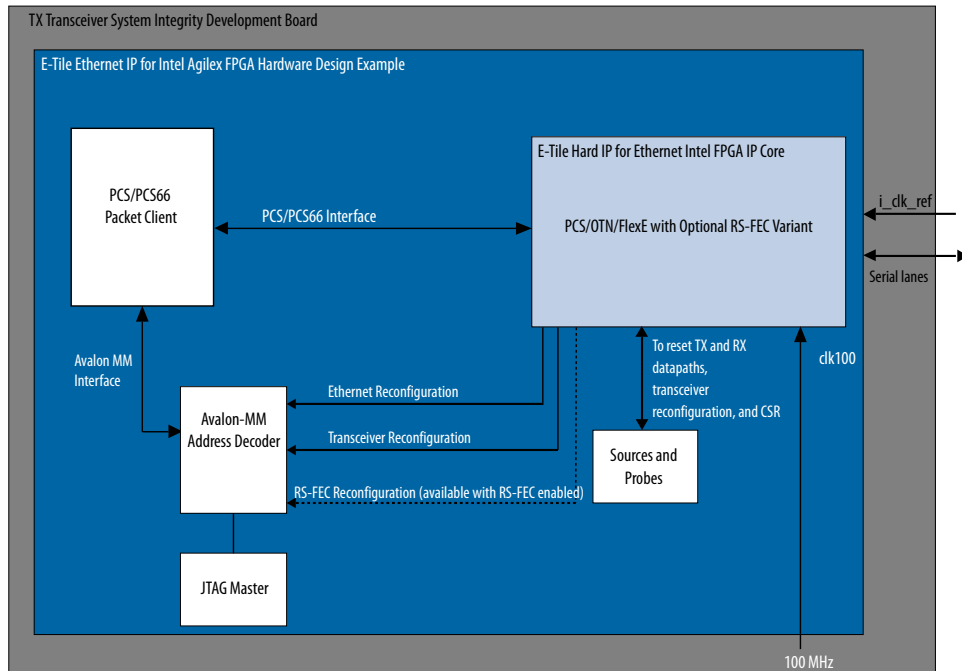 TX Transceiver System Integrity Development Board
E-Tile Ethernet IP for Intel Agilex FPGA Hardware Design Example
PCS/PCS66
Packet Client
PCS/PCS66 Interface
E-Tile Hard IP for Ethernet Intel FPGA IP Core
PCS/OTN/FlexE with Optional RS-FEC Variant
i_clk_ref
Serial lanes
Avalon MM
Interface
Avalon-MM
Address Decoder
Ethernet Reconfiguration
Transceiver Reconfiguration
RS-FEC Reconfiguration (available with RS-FEC enabled)
To reset TX and RX
datapaths,
transceiver
reconfiguration, and CSR
clk100
Sources and
Probes
JTAG Master
100 MHz